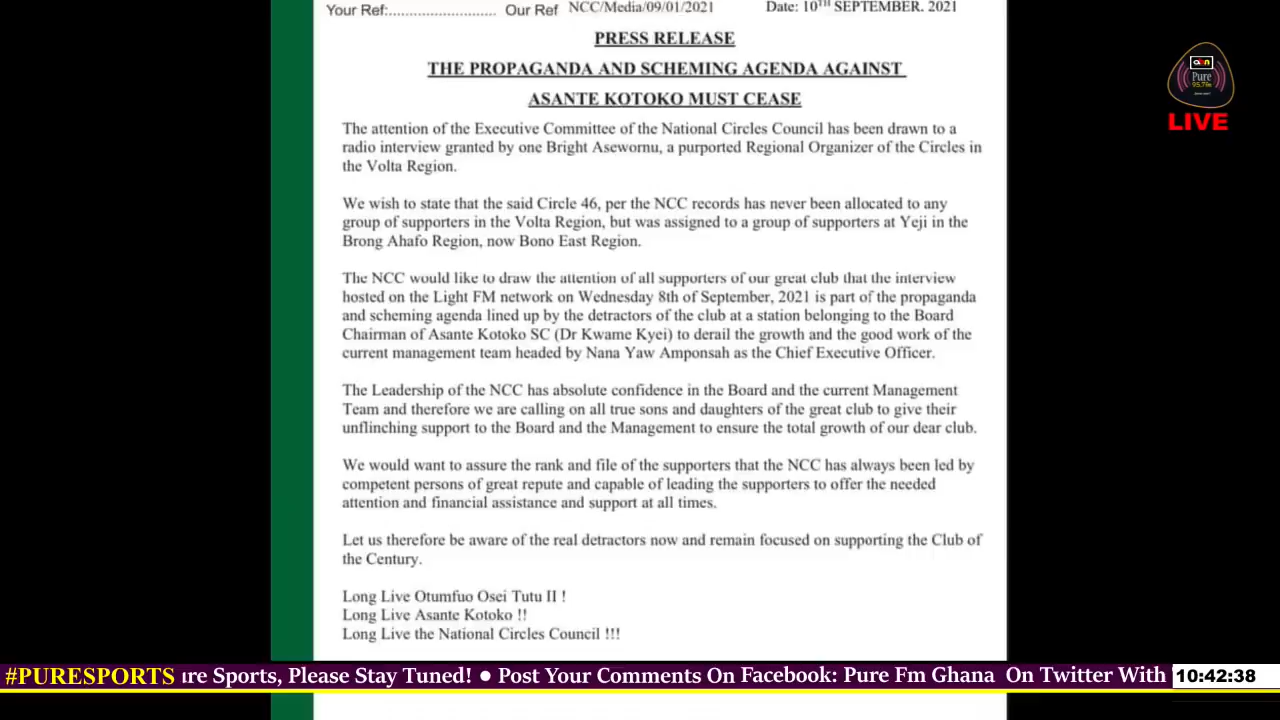 Your Ref:............................ Our Ref NCC/Media/09/01/2021 Date: 10TH SEPTEMBER. 2021
PRESS RELEASE
THE PROPAGANDA AND SCHEMING AGENDA AGAINST
ASANTE KOTOKO MUST CEASE
The attention of the Executive Committee of the National Circles Council has been drawn to a
radio interview granted by one Bright Asewornu, a purported Regional Organizer of the Circles in
the Volta Region.
We wish to state that the said Circle 46, per the NCC records has never been allocated to any
group of supporters in the Volta Region, but was assigned to a group of supporters at Yeji in the
Brong Ahafo Region, now Bono East Region.
The NCC would like to draw the attention of all supporters of our great club that the interview
hosted on the Light FM network on Wednesday 8th of September, 2021 is part of the propaganda
and scheming agenda lined up by the detractors of the club at a station belonging to the Board
Chairman of Asante Kotoko SC (Dr Kwame Kyei) to derail the growth and the good work of the
current management team headed by Nana Yaw Amponsah as the Chief Executive Officer.
The Leadership of the NCC has absolute confidence in the Board and the current Management
Team and therefore we are calling on all true sons and daughters of the great club to give their
unflinching support to the Board and the Management to ensure the total growth of our dear club.
We would want to assure the rank and file of the supporters that the NCC has always been led by
competent persons of great repute and capable of leading the supporters to offer the needed
attention and financial assistance and support at all times.
Let us therefore be aware of the real detractors now and remain focused on supporting the Club of
the Century.
Long Live Otumfuo Osei Tutu II !
Long Live Asante Kotoko !!
Long Live the National Circles Council !!!
Pure
95.7fm
LIVE
#PURESPORTS ure Sports, Please Stay Tuned! ● Post Your Comments On Facebook: Pure Fm Ghana On Twitter With
10:42:38